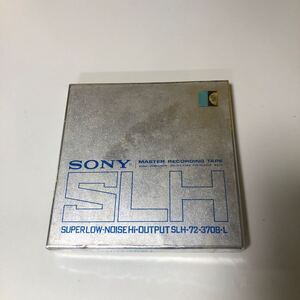 SONY
MASTER RECORDING TAPE
SLH
SUPER LOW-NOISE HI-OUTPUT SLH-72-370B-L